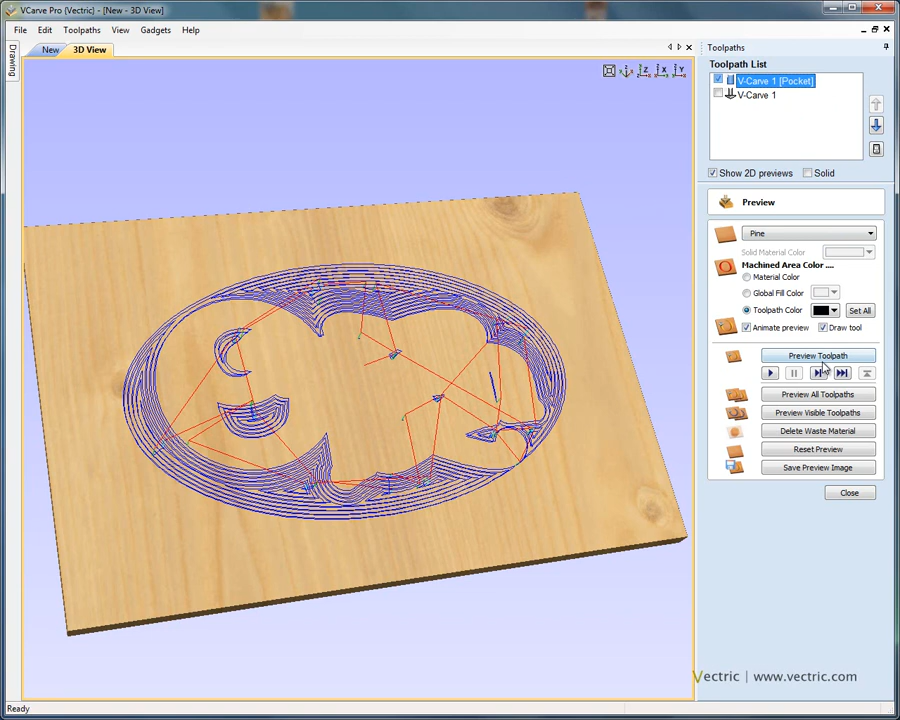 VCarve Pro (Vectric) - [New - 3D View]
File Edit Toolpaths View Gadgets Help
Drawing
New 3D View
Z X Y
Toolpaths
Toolpath List
V-Carve 1 [Pocket]
V-Carve 1
Show 2D previews Solid
Preview
Pine
Solid Material Color
Machined Area Color ....
Material Color
Global Fill Color
Toolpath Color Set All
Animate preview Draw tool
Preview Toolpath
Preview All Toolpaths
Preview Visible Toolpaths
Delete Waste Material
Reset Preview
Save Preview Image
Close
Vectric | www.vectric.com
Ready